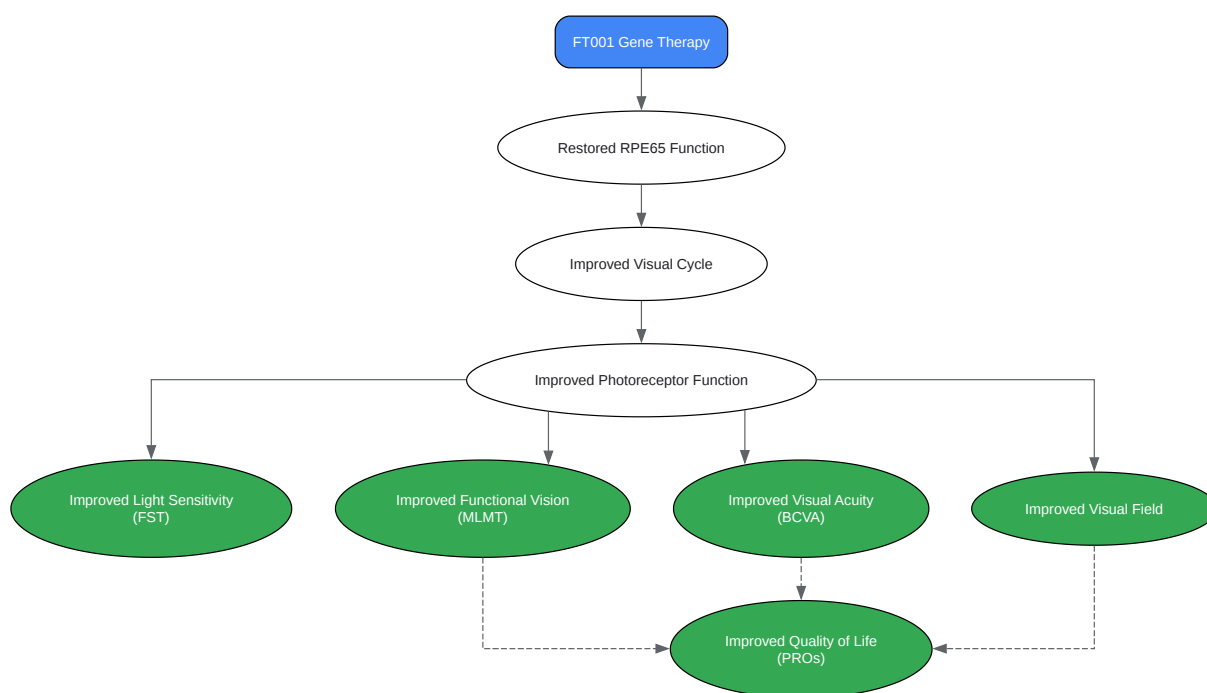 FT001 Gene Therapy
Restored RPE65 Function
Improved Visual Cycle
Improved Photoreceptor Function
Improved Light Sensitivity
(FST)
Improved Functional Vision
(MLMT)
Improved Visual Acuity
(BCVA)
Improved Visual Field
Improved Quality of Life
(PROs)